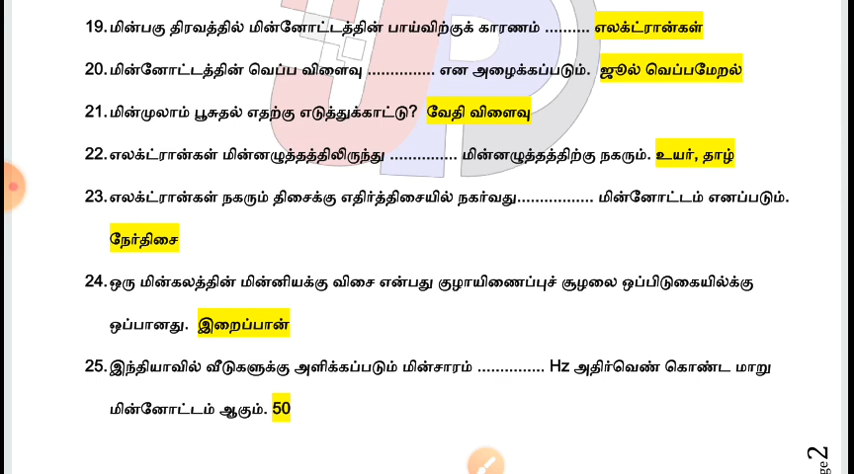 19. மின்பகு திரவத்தில் மின்னோட்டத்தின் பாய்விற்குக் காரணம் .......... எலக்ட்ரான்கள்
20. மின்னோட்டத்தின் வெப்ப விளைவு ............... என அழைக்கப்படும். ஜூல் வெப்பமேறல்
21. மின்முலாம் பூசுதல் எதற்கு எடுத்துக்காட்டு? வேதி விளைவு
22. எலக்ட்ரான்கள் மின்னழுத்தத்திலிருந்து ............... மின்னழுத்தத்திற்கு நகரும். உயர், தாழ்
23. எலக்ட்ரான்கள் நகரும் திசைக்கு எதிர்த்திசையில் நகர்வது................. மின்னோட்டம் எனப்படும்.
நேர்திசை
24. ஒரு மின்கலத்தின் மின்னியக்கு விசை என்பது குழாயிணைப்புச் சூழலை ஒப்பிடுகையில்க்கு
ஒப்பானது. இறைப்பான்
25. இந்தியாவில் வீடுகளுக்கு அளிக்கப்படும் மின்சாரம் ............... Hz அதிர்வெண் கொண்ட மாறு
மின்னோட்டம் ஆகும். 50
ge 2